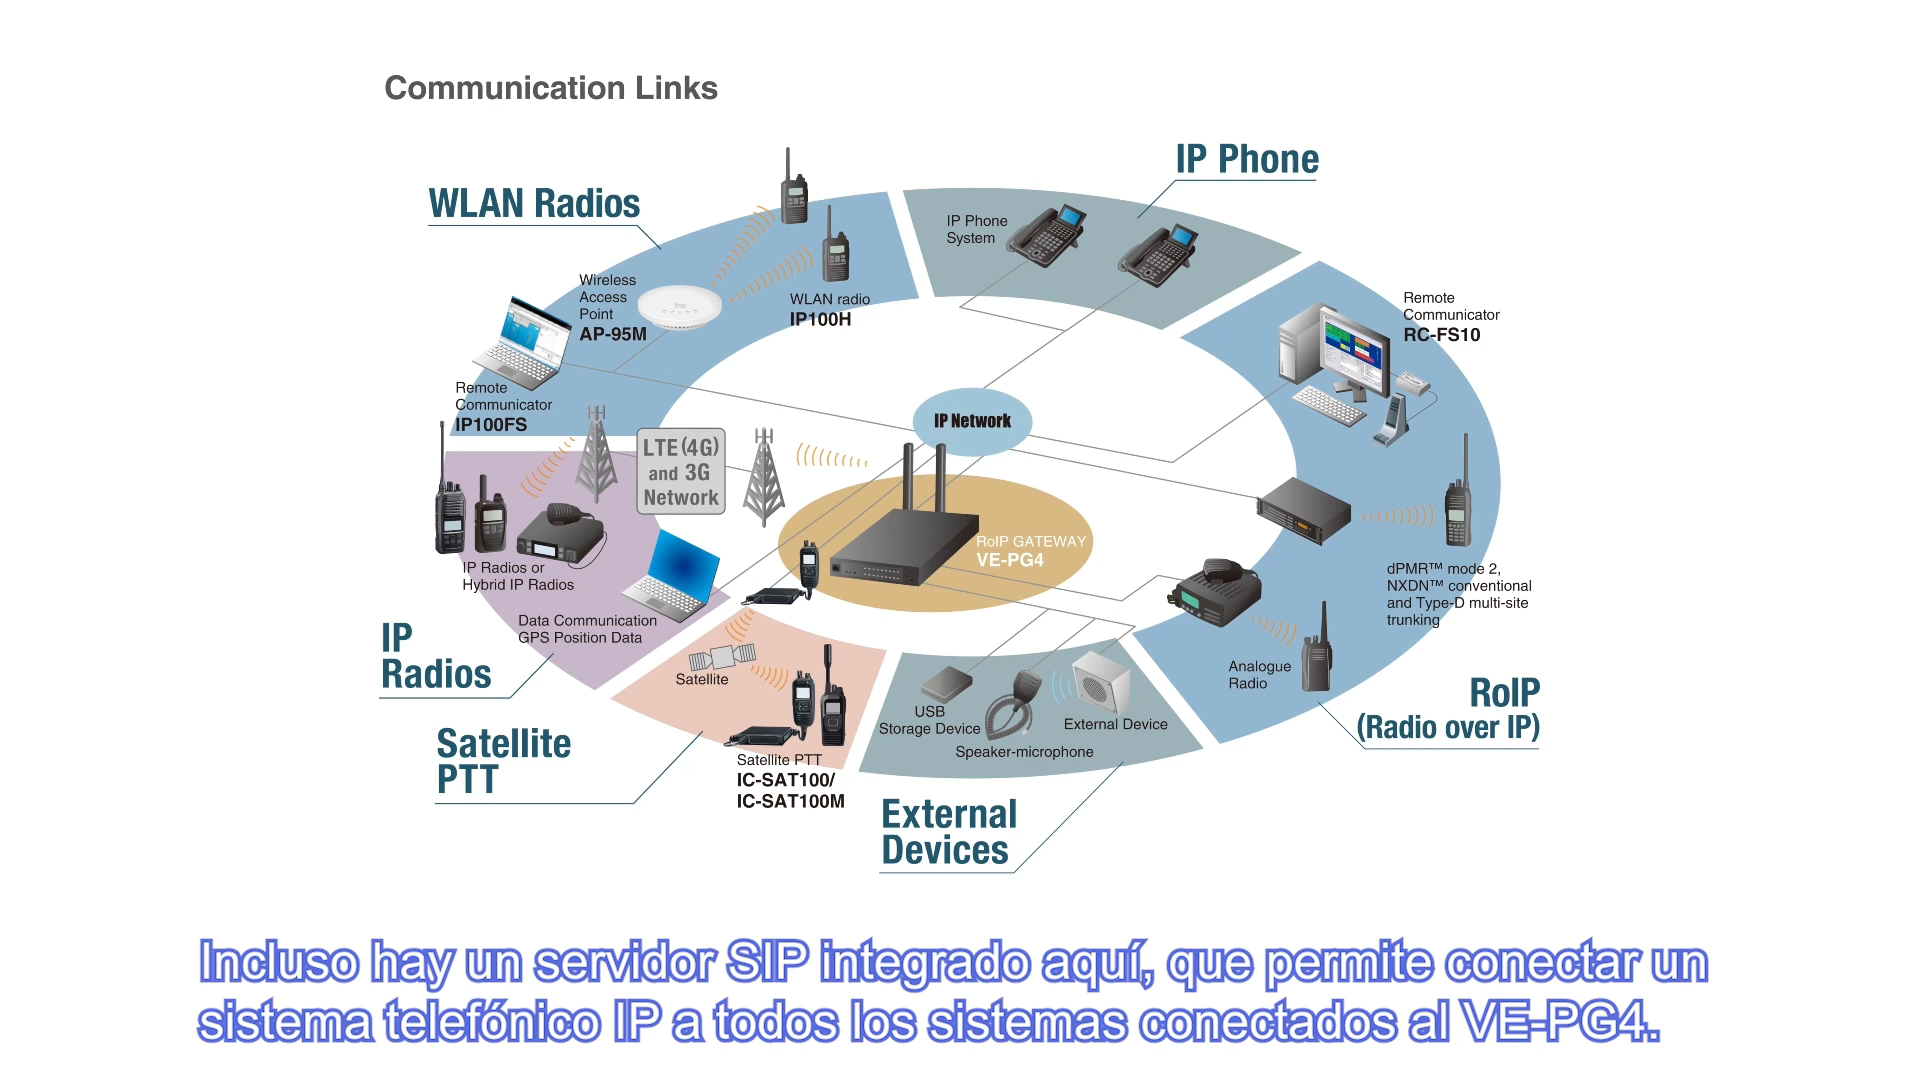 Communication Links
IP Phone
WLAN Radios
IP Phone
System
Wireless
Access
Point
AP-95M
WLAN radio
IP100H
Remote
Communicator
RC-FS10
Remote
Communicator
IP100FS
IP Network
LTE (4G)
and 3G
Network
RoIP GATEWAY
VE-PG4
IP Radios or
Hybrid IP Radios
dPMR™ mode 2,
NXDN™ conventional
and Type-D multi-site
trunking
Data Communication
GPS Position Data
IP
Radios
Satellite
Analogue
Radio
RoIP
(Radio over IP)
USB
Storage Device
External Device
Speaker-microphone
Satellite
PTT
Satellite PTT
IC-SAT100/
IC-SAT100M
External
Devices
Incluso hay un servidor SIP integrado aquí, que permite conectar un
sistema telefónico IP a todos los sistemas conectados al VE-PG4.